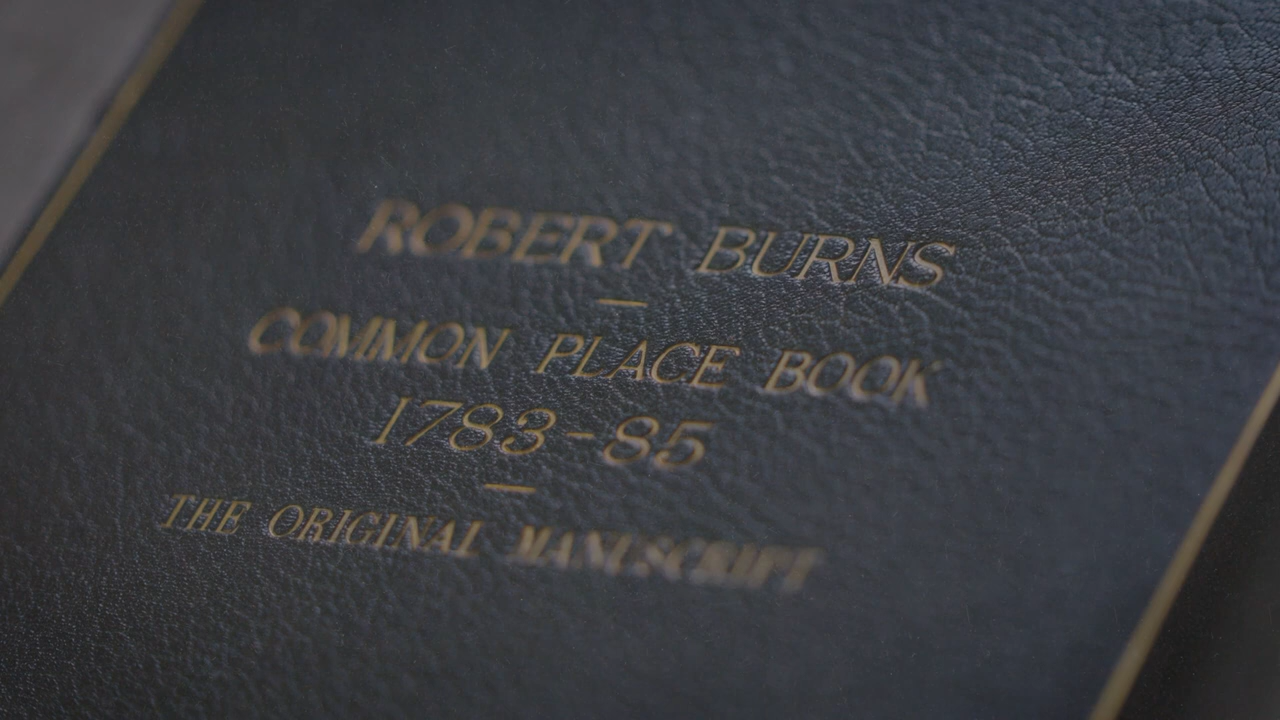 ROBERT BURNS
COMMON PLACE BOOK
1783-85
THE ORIGINAL MANUSCRIPT